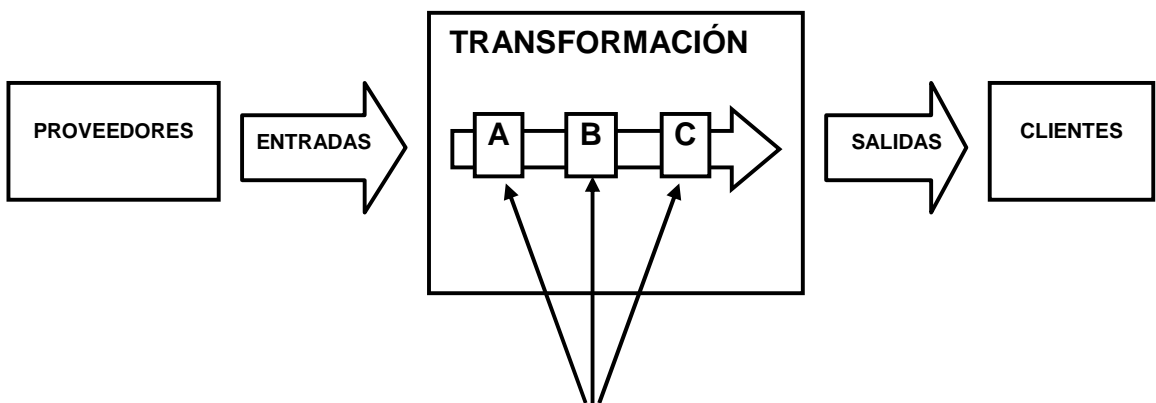 TRANSFORMACIÓN
PROVEEDORES
ENTRADAS
A
B
C
SALIDAS
CLIENTES